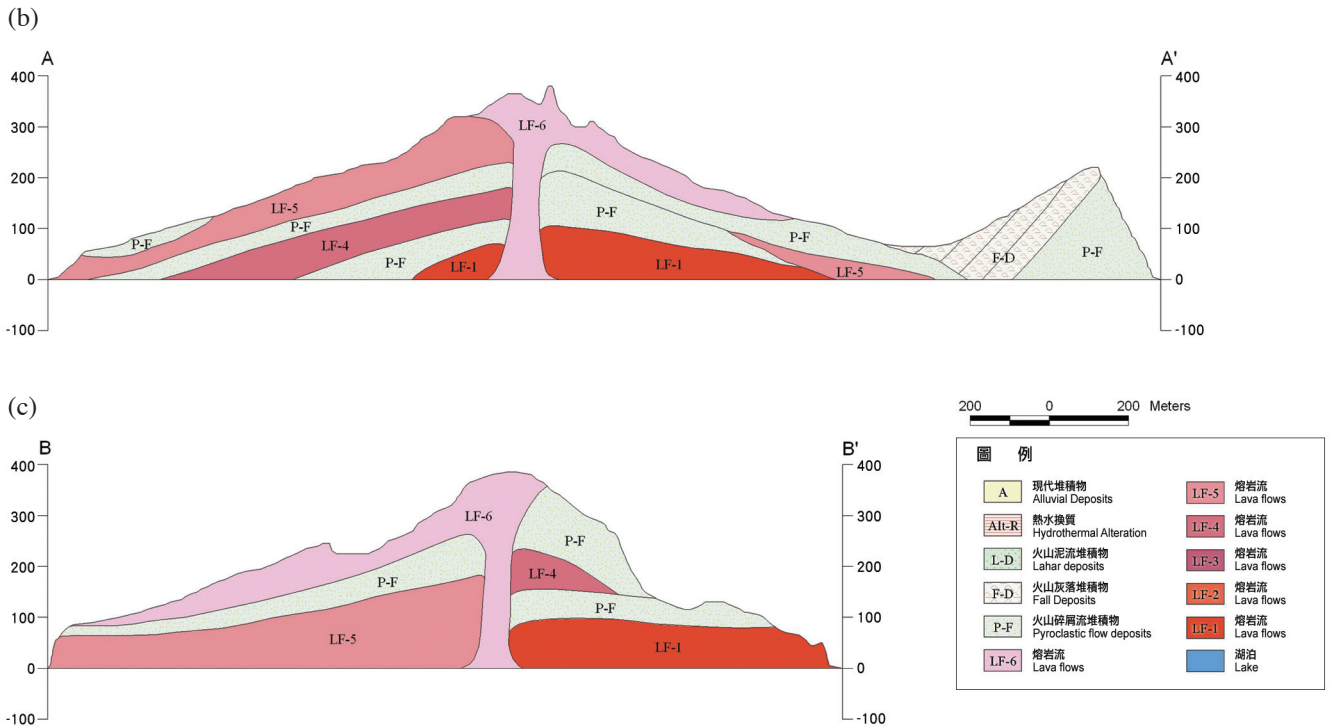 (b)
A
A'
400
300
200
100
0
-100
400
300
200
100
0
-100
LF-6
LF-5
P-F
P-F
LF-4
P-F
LF-1
P-F
LF-1
P-F
LF-5
F-D
P-F
(c)
B
B'
400
300
200
100
0
-100
400
300
200
100
0
-100
LF-6
P-F
LF-5
P-F
LF-4
P-F
LF-1
200 0 200 Meters
圖 例
A 現代堆積物
Alluvial Deposits
Alt-R 熱水換質
Hydrothermal Alteration
L-D 火山泥流堆積物
Lahar deposits
F-D 火山灰落堆積物
Fall Deposits
P-F 火山碎屑流堆積物
Pyroclastic flow deposits
LF-6 熔岩流
Lava flows
LF-5 熔岩流
Lava flows
LF-4 熔岩流
Lava flows
LF-3 熔岩流
Lava flows
LF-2 熔岩流
Lava flows
LF-1 熔岩流
Lava flows
湖泊
Lake